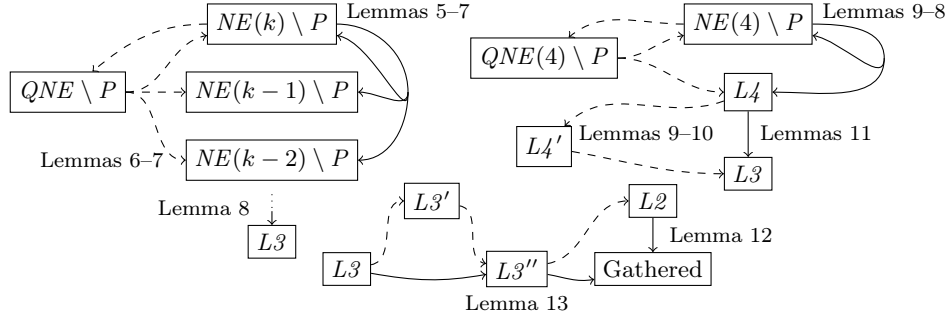 NE(k) \ P
Lemmas 5–7
QNE \ P
NE(k − 1) \ P
NE(k − 2) \ P
Lemmas 6–7
Lemma 8
L3
NE(4) \ P
Lemmas 9–8
QNE(4) \ P
L4
Lemmas 9–10
Lemmas 11
L4'
L3
L3'
L2
Lemma 12
L3
L3''
Gathered
Lemma 13